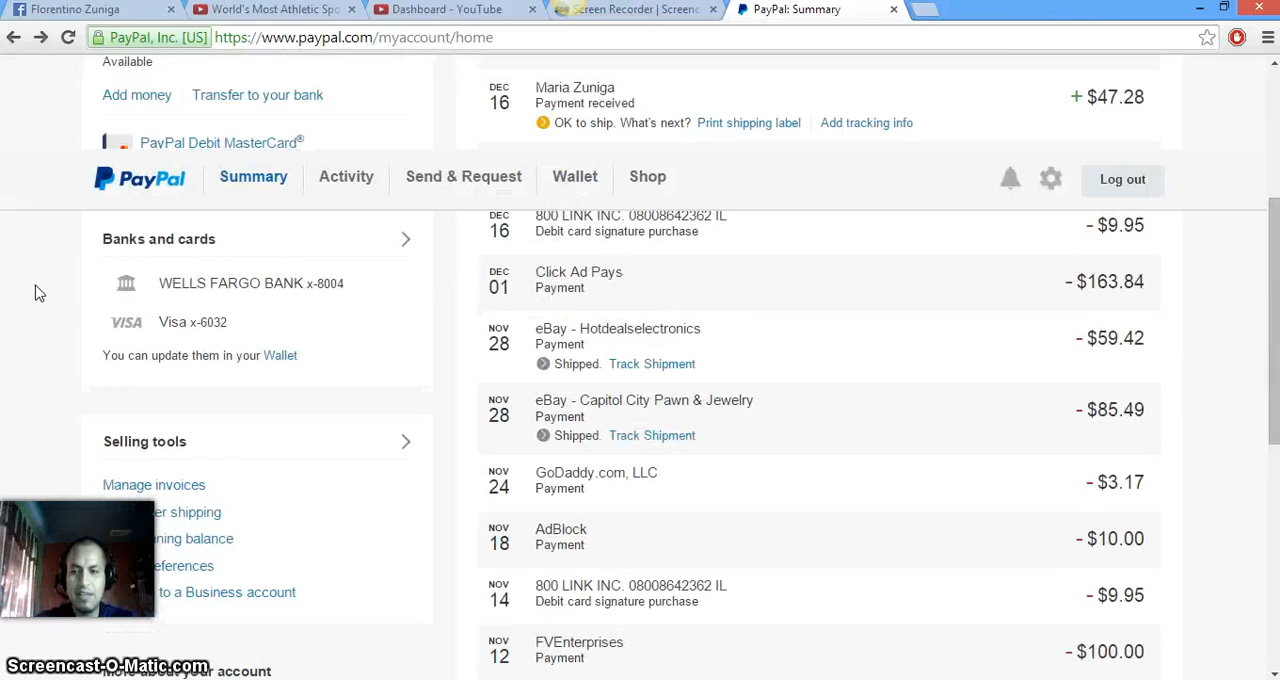 Florentino Zuniga
World's Most Athletic Spo
Dashboard - YouTube
Screen Recorder | Screenc
PayPal: Summary
PayPal, Inc. [US] https://www.paypal.com/myaccount/home
Available
Add money Transfer to your bank
PayPal Debit MasterCard®
DEC 16 Maria Zuniga + $47.28
Payment received
OK to ship. What's next? Print shipping label Add tracking info
PayPal Summary Activity Send & Request Wallet Shop Log out
Banks and cards
WELLS FARGO BANK x-8004
VISA Visa x-6032
You can update them in your Wallet
Selling tools
Manage invoices
er shipping
ning balance
eferences
to a Business account
DEC 16 800 LINK INC. 08008642362 IL - $9.95
Debit card signature purchase
DEC 01 Click Ad Pays - $163.84
Payment
NOV 28 eBay - Hotdealselectronics - $59.42
Payment
Shipped. Track Shipment
NOV 28 eBay - Capitol City Pawn & Jewelry - $85.49
Payment
Shipped. Track Shipment
NOV 24 GoDaddy.com, LLC - $3.17
Payment
NOV 18 AdBlock - $10.00
Payment
NOV 14 800 LINK INC. 08008642362 IL - $9.95
Debit card signature purchase
NOV 12 FVEnterprises - $100.00
Payment
Screencast-O-Matic.com
More about your account